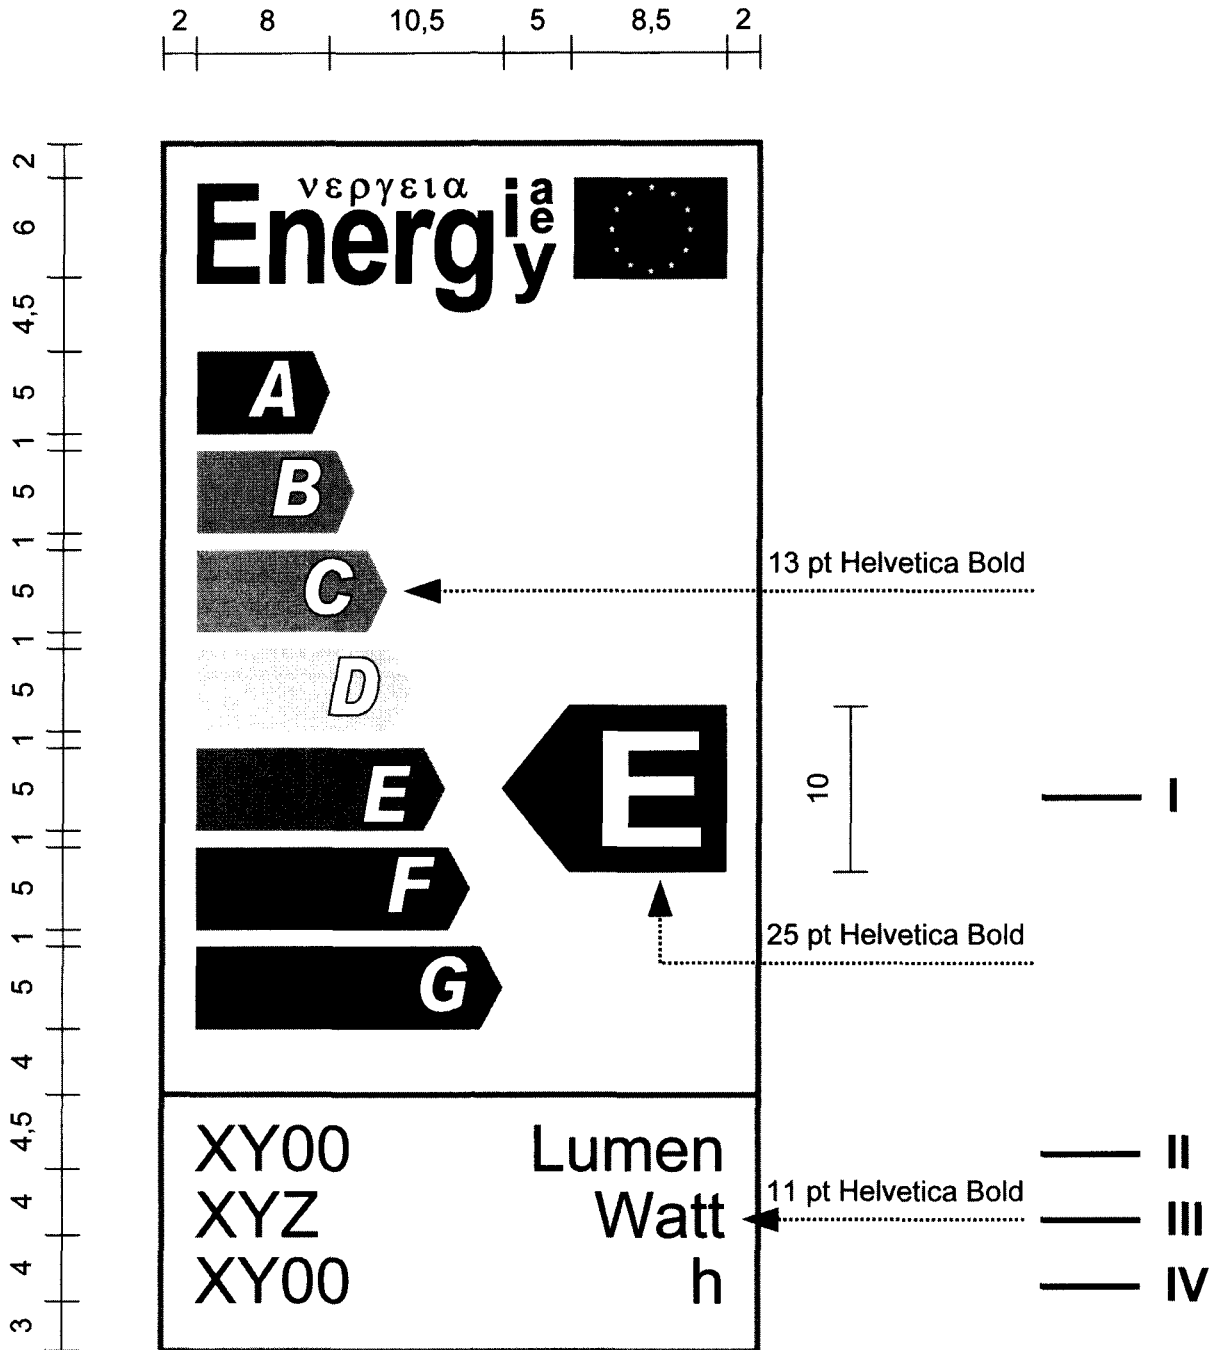 2 8 10,5 5 8,5 2
2
6
4,5
5
1
5
1
5
1
5
1
5
1
5
1
5
4
4,5
4
4
3
νεργεια
Energ i a e y
A
B
C
13 pt Helvetica Bold
D
E
E
10
I
F
25 pt Helvetica Bold
G
XY00 Lumen
II
XYZ Watt
11 pt Helvetica Bold
III
XY00 h
IV